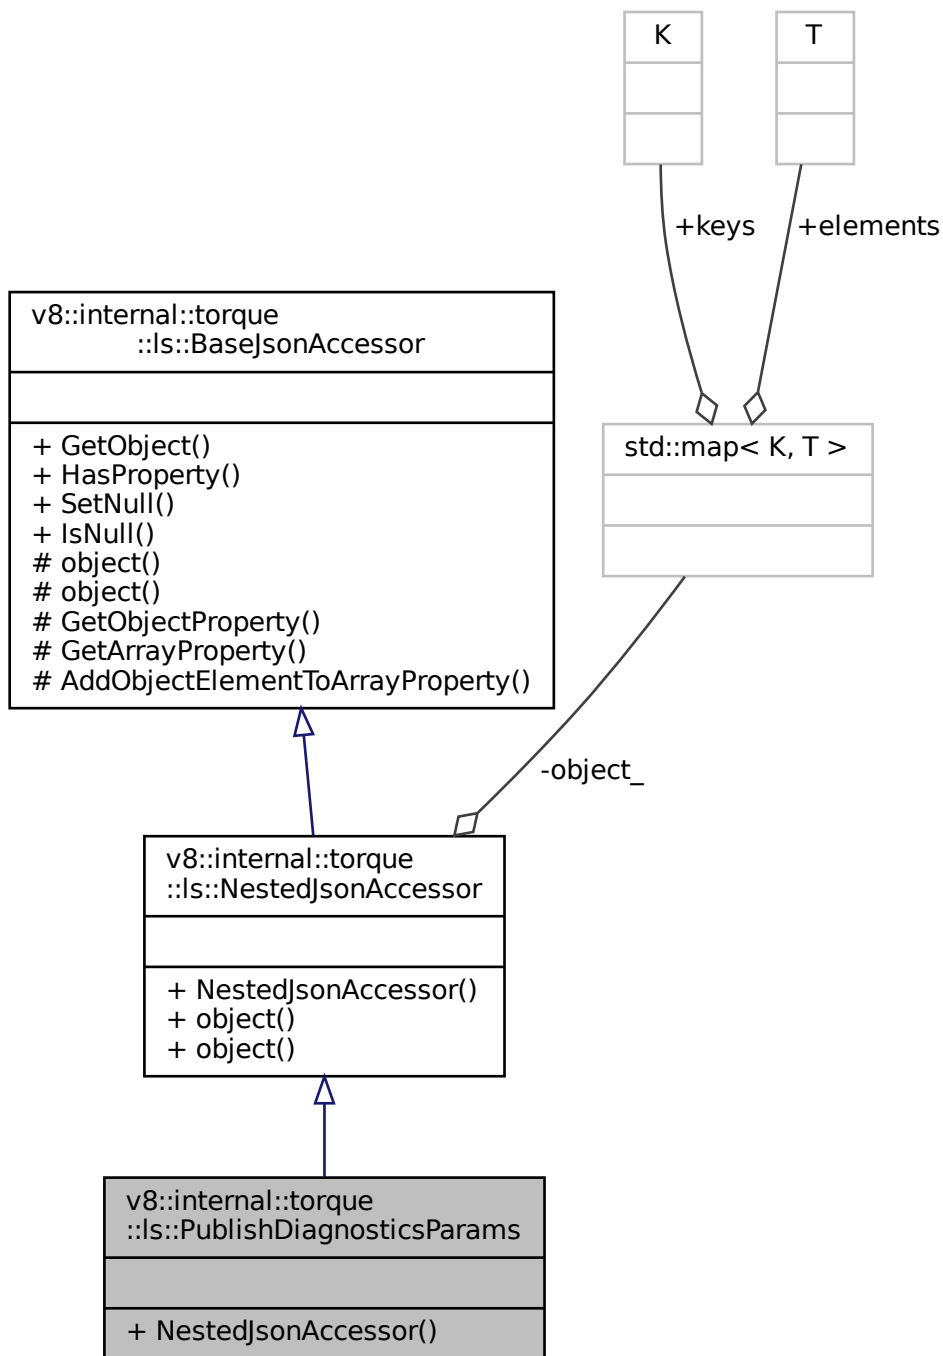 K
T
+keys
+elements
v8::internal::torque
::ls::BaseJsonAccessor
+ GetObject()
+ HasProperty()
+ SetNull()
+ IsNull()
# object()
# object()
# GetObjectProperty()
# GetArrayProperty()
# AddObjectElementToArrayProperty()
std::map< K, T >
-object_
v8::internal::torque
::ls::NestedJsonAccessor
+ NestedJsonAccessor()
+ object()
+ object()
v8::internal::torque
::ls::PublishDiagnosticsParams
+ NestedJsonAccessor()